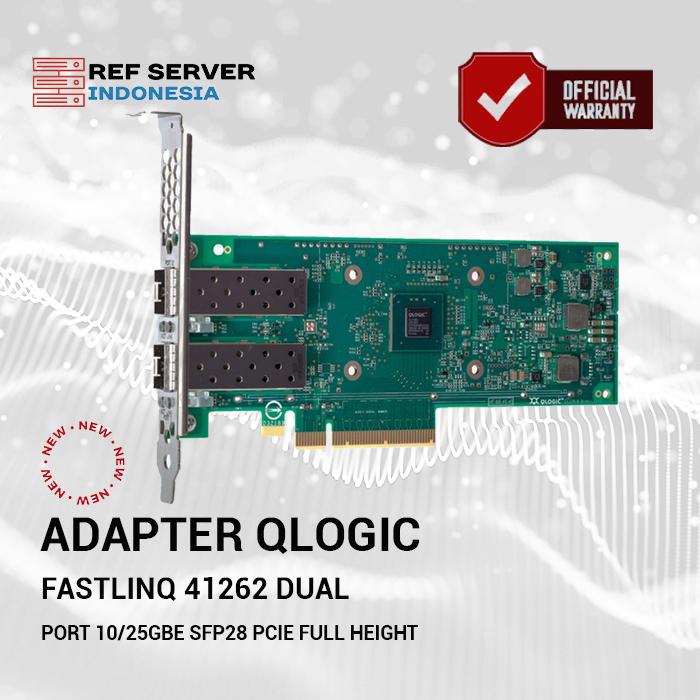 REF SERVER
INDONESIA
OFFICIAL
WARRANTY
QLOGIC
QLOGIC
NEW • NEW • NEW • NEW • NEW •
ADAPTER QLOGIC
FASTLINQ 41262 DUAL
PORT 10/25GBE SFP28 PCIE FULL HEIGHT